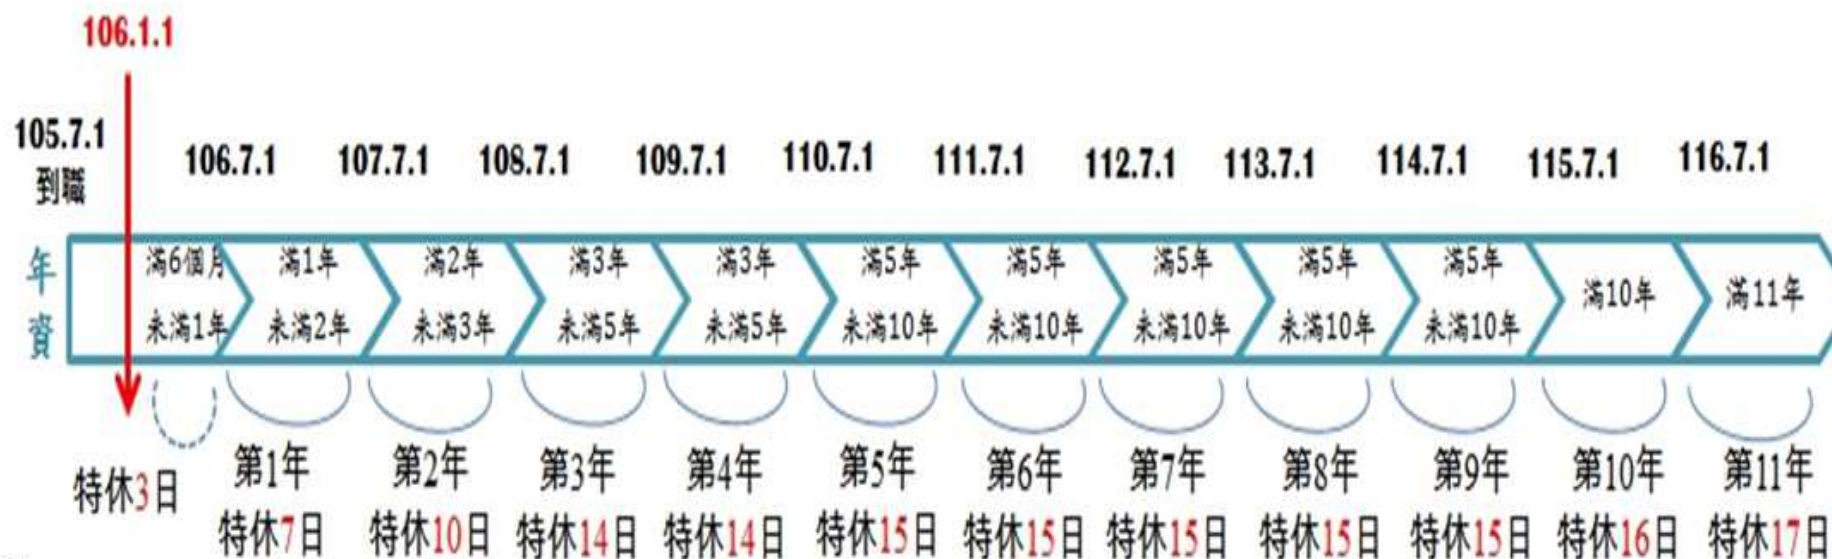 106.1.1
105.7.1
到職
106.7.1
107.7.1
108.7.1
109.7.1
110.7.1
111.7.1
112.7.1
113.7.1
114.7.1
115.7.1
116.7.1
年
資
滿6個月
未滿1年
滿1年
未滿2年
滿2年
未滿3年
滿3年
未滿5年
滿3年
未滿5年
滿5年
未滿10年
滿5年
未滿10年
滿5年
未滿10年
滿5年
未滿10年
滿5年
未滿10年
滿10年
滿11年
特休3日
第1年
特休7日
第2年
特休10日
第3年
特休14日
第4年
特休14日
第5年
特休15日
第6年
特休15日
第7年
特休15日
第8年
特休15日
第9年
特休15日
第10年
特休16日
第11年
特休17日